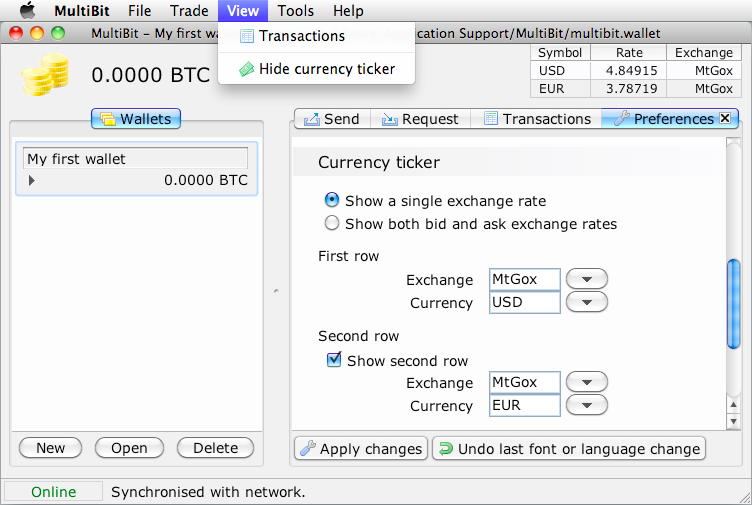 MultiBit File Trade View Tools Help
MultiBit – My first wa
lication Support/MultiBit/multibit.wallet
Transactions
Hide currency ticker
0.0000 BTC
Symbol Rate Exchange
USD 4.84915 MtGox
EUR 3.78719 MtGox
Wallets
My first wallet
0.0000 BTC
New Open Delete
Send Request Transactions Preferences
Currency ticker
Show a single exchange rate
Show both bid and ask exchange rates
First row
Exchange MtGox
Currency USD
Second row
Show second row
Exchange MtGox
Currency EUR
Apply changes Undo last font or language change
Online Synchronised with network.